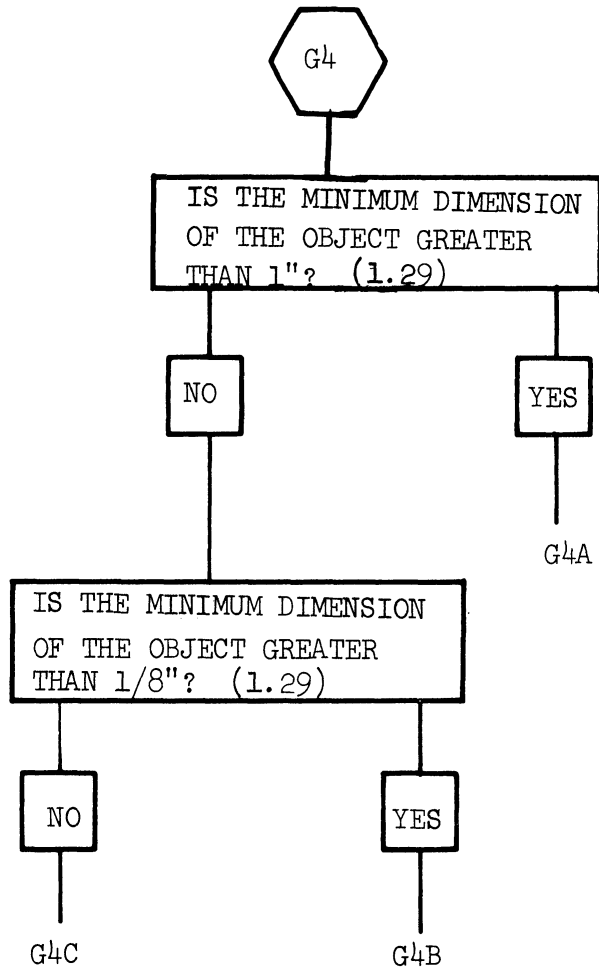 G4
IS THE MINIMUM DIMENSION
OF THE OBJECT GREATER
THAN 1"? (1.29)
NO
YES
G4A
IS THE MINIMUM DIMENSION
OF THE OBJECT GREATER
THAN 1/8"? (1.29)
NO
YES
G4C
G4B